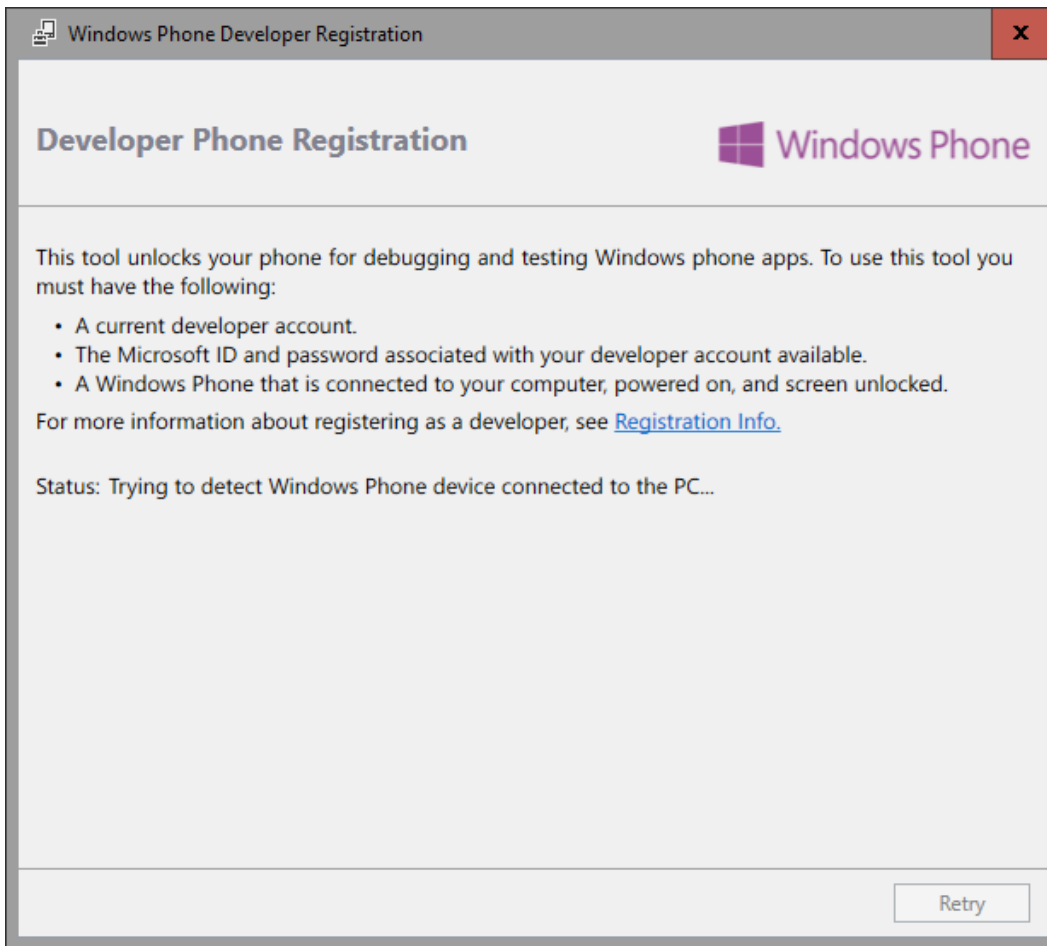 Windows Phone Developer Registration
x
Developer Phone Registration
Windows Phone
This tool unlocks your phone for debugging and testing Windows phone apps. To use this tool you
must have the following:
• A current developer account.
• The Microsoft ID and password associated with your developer account available.
• A Windows Phone that is connected to your computer, powered on, and screen unlocked.
For more information about registering as a developer, see Registration Info.
Status: Trying to detect Windows Phone device connected to the PC...
Retry